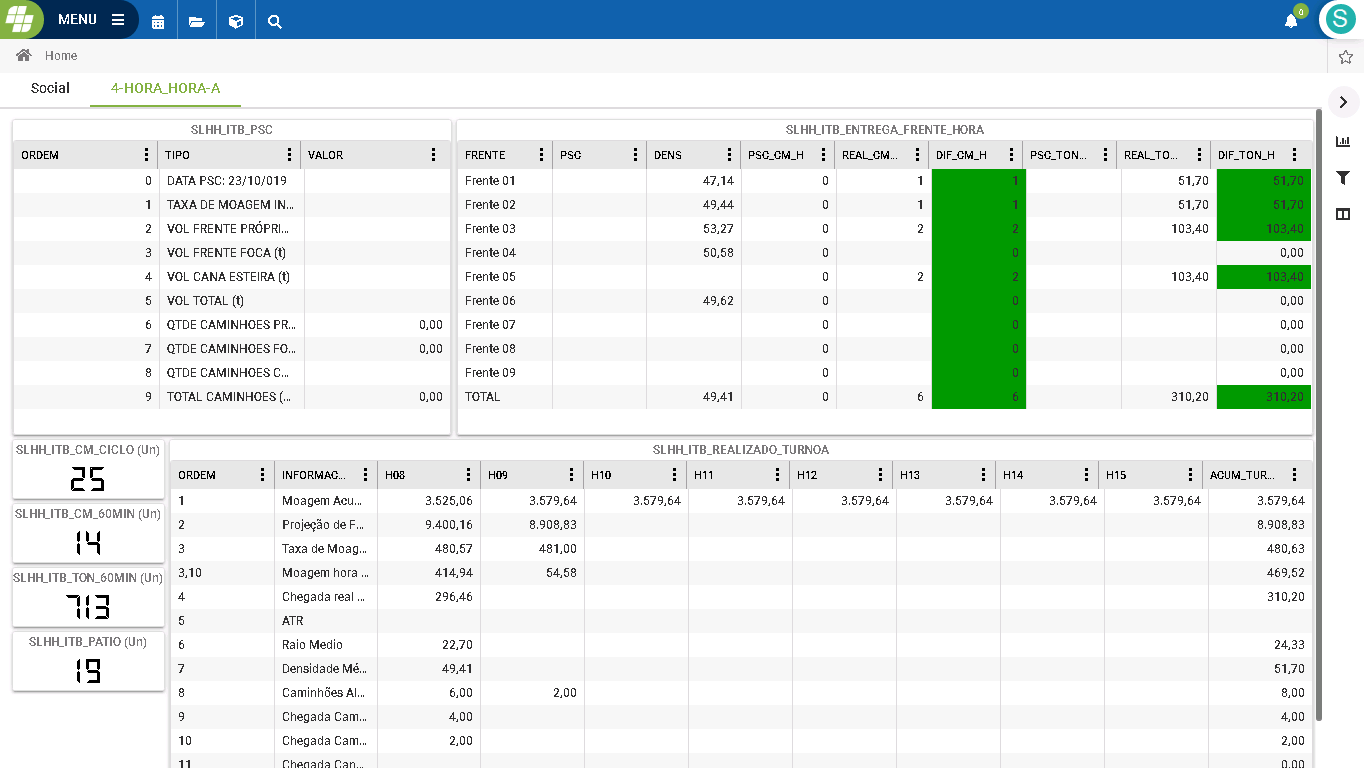 MENU
0
S
Home
Social
4-HORA_HORA-A
SLHH_ITB_PSC
ORDEM TIPO VALOR
0 DATA PSC: 23/10/019
1 TAXA DE MOAGEM IN...
2 VOL FRENTE PRÓPRI...
3 VOL FRENTE FOCA (t)
4 VOL CANA ESTEIRA (t)
5 VOL TOTAL (t)
6 QTDE CAMINHOES PR... 0,00
7 QTDE CAMINHOES FO... 0,00
8 QTDE CAMINHOES C...
9 TOTAL CAMINHOES (... 0,00
SLHH_ITB_ENTREGA_FRENTE_HORA
FRENTE PSC DENS PSC_CM_H REAL_CM... DIF_CM_H PSC_TON... REAL_TO... DIF_TON_H
Frente 01 47,14 0 1 1 51,70 51,70
Frente 02 49,44 0 1 1 51,70 51,70
Frente 03 53,27 0 2 2 103,40 103,40
Frente 04 50,58 0 0 0,00
Frente 05 0 2 2 103,40 103,40
Frente 06 49,62 0 0 0,00
Frente 07 0 0 0,00
Frente 08 0 0 0,00
Frente 09 0 0 0,00
TOTAL 49,41 0 6 6 310,20 310,20
SLHH_ITB_CM_CICLO (Un)
25
SLHH_ITB_CM_60MIN (Un)
14
SLHH_ITB_TON_60MIN (Un)
713
SLHH_ITB_PATIO (Un)
19
SLHH_ITB_REALIZADO_TURNOA
ORDEM INFORMAC... H08 H09 H10 H11 H12 H13 H14 H15 ACUM_TUR...
1 Moagem Acu... 3.525,06 3.579,64 3.579,64 3.579,64 3.579,64 3.579,64 3.579,64 3.579,64 3.579,64
2 Projeção de F... 9.400,16 8.908,83 8.908,83
3 Taxa de Moag... 480,57 481,00 480,63
3,10 Moagem hora ... 414,94 54,58 469,52
4 Chegada real ... 296,46 310,20
5 ATR
6 Raio Medio 22,70 24,33
7 Densidade Mé... 49,41 51,70
8 Caminhões Al... 6,00 2,00 8,00
9 Chegada Cam... 4,00 4,00
10 Chegada Cam... 2,00 2,00
11 Chegada Can... 0,00